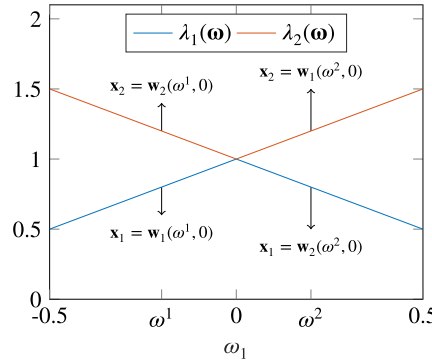 2
λ₁(ω) λ₂(ω)
x₂ = w₂(ω¹,0) x₂ = w₁(ω²,0)
1.5
1
0.5
x₁ = w₁(ω¹,0) x₁ = w₂(ω²,0)
0
-0.5 ω¹ 0 ω² 0.5
ω₁